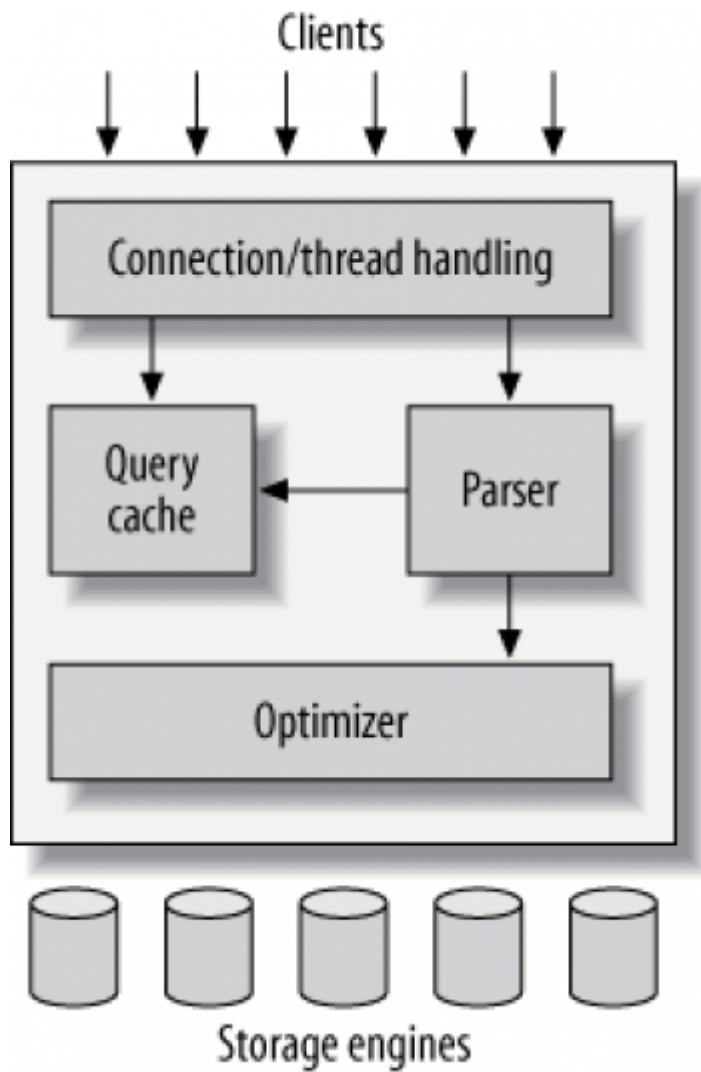 Clients
Connection/thread handling
Query
cache
Parser
Optimizer
Storage engines